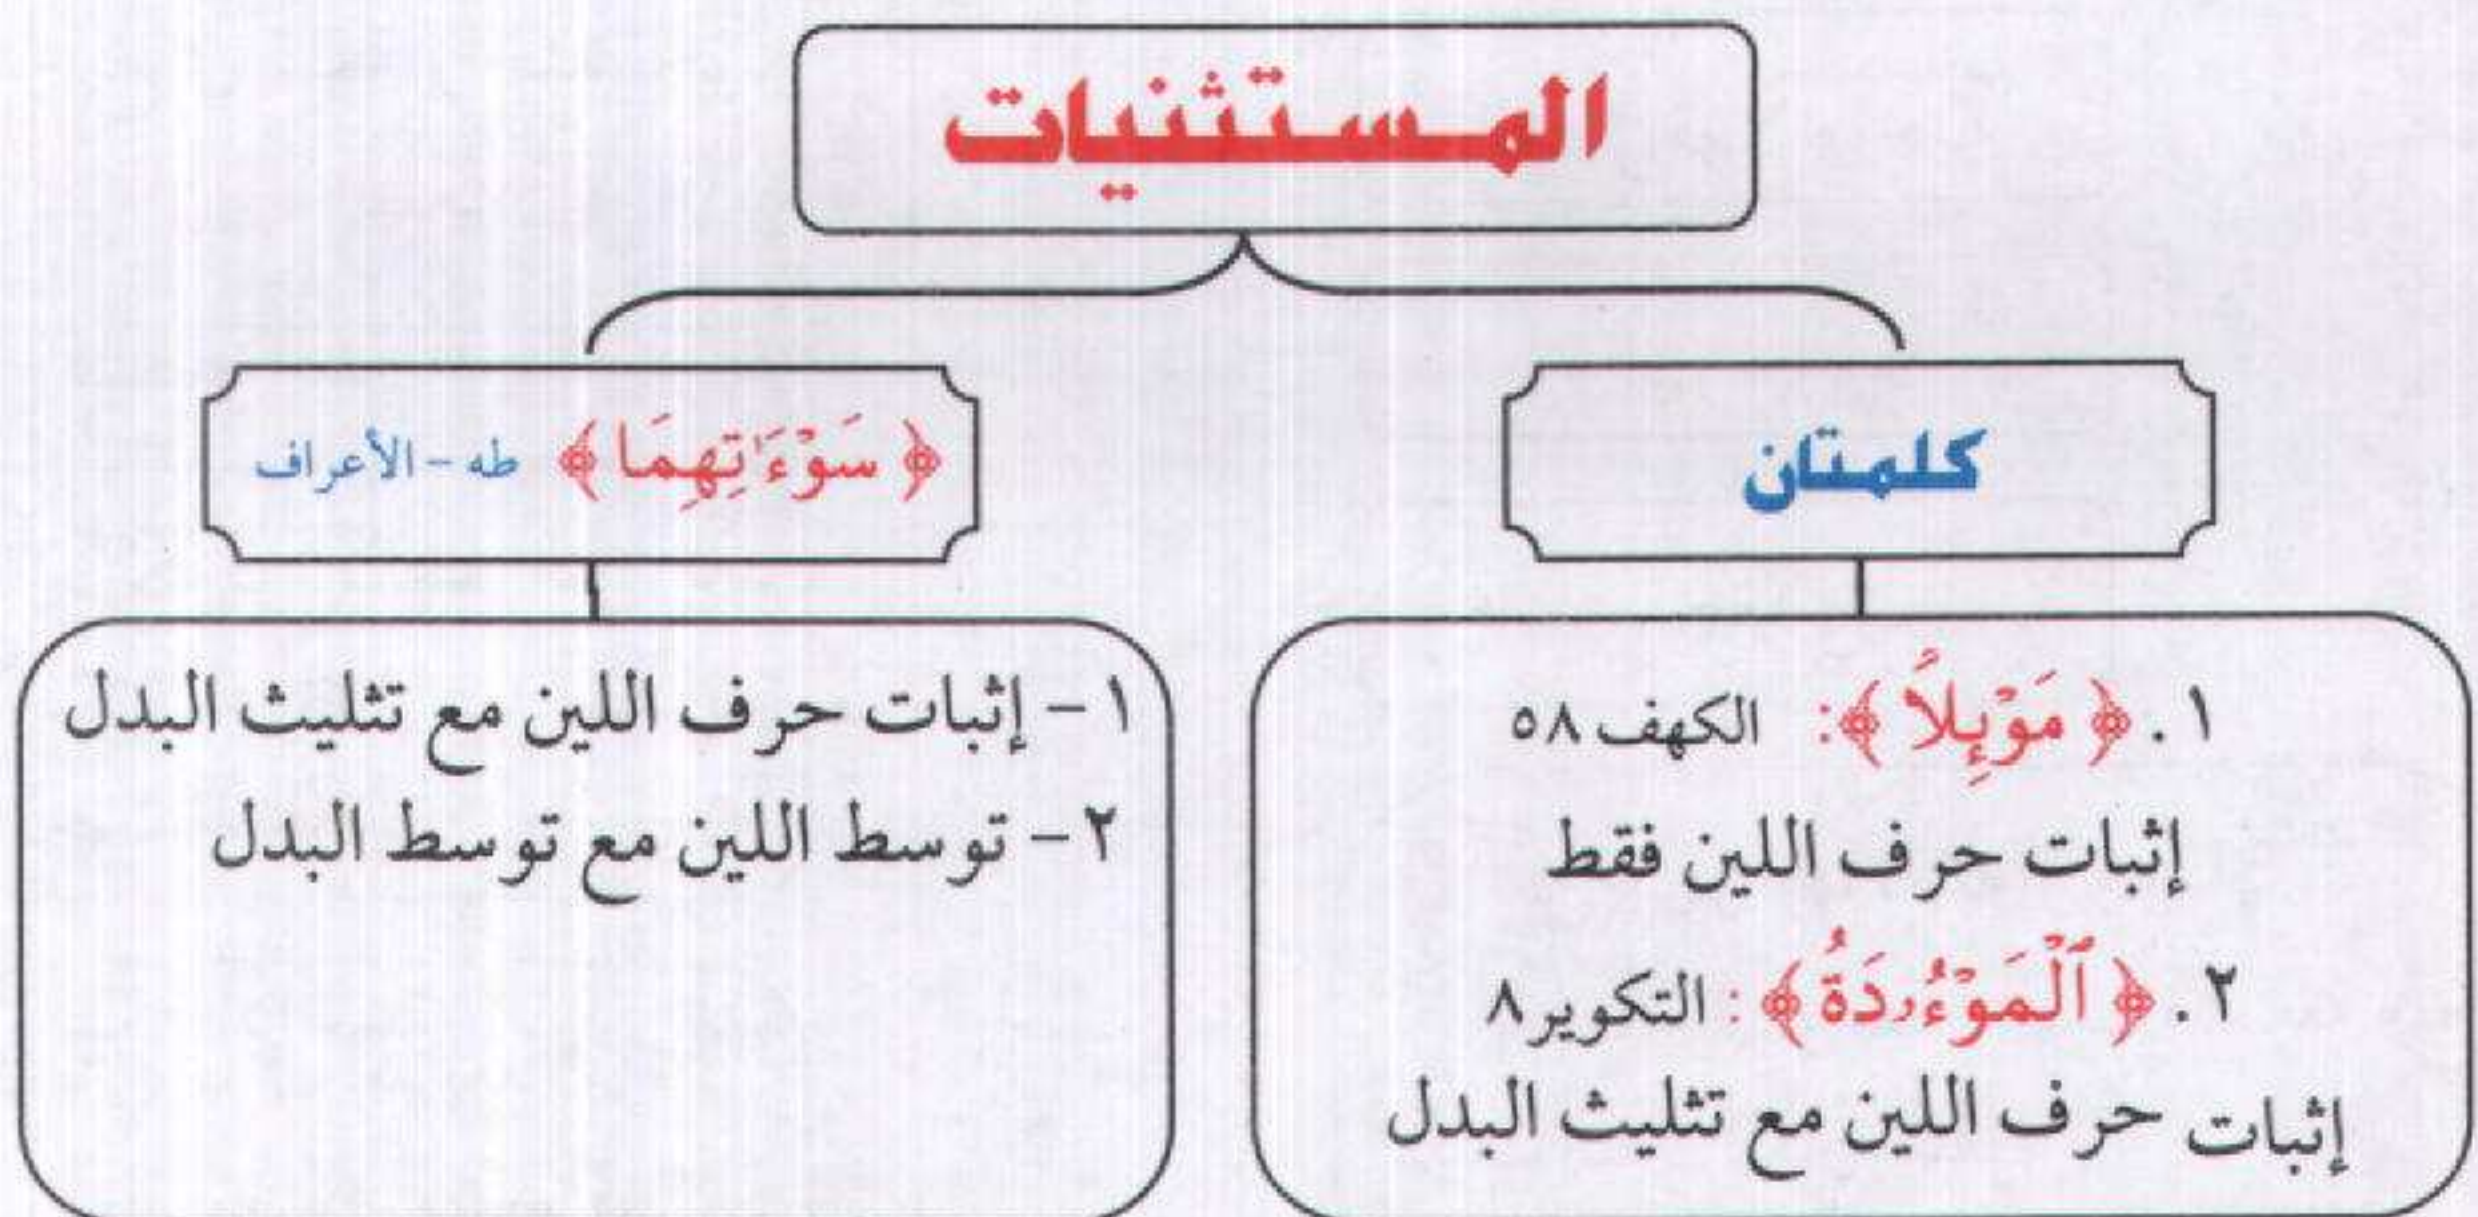 المستثنيات
كلمتان
١. ﴿ مَوْئِلاً ﴾: الكهف ٥٨
إثبات حرف اللين فقط
٢. ﴿ ٱلْمَوْءُۥدَةُ ﴾: التكوير ٨
إثبات حرف اللين مع تثليث البدل
﴿ سَوْءَٰتِهِمَا ﴾ طه - الأعراف
١ - إثبات حرف اللين مع تثليث البدل
٢ - توسط اللين مع توسط البدل